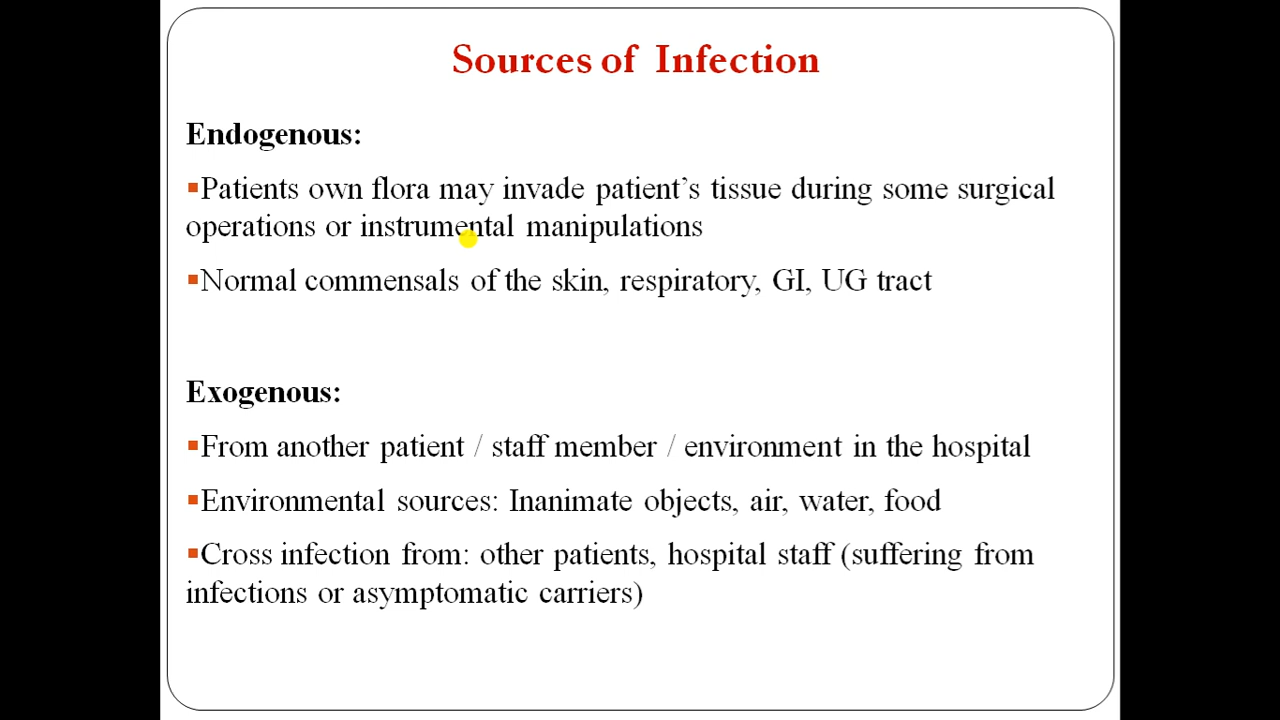 Sources of Infection
Endogenous:
▪Patients own flora may invade patient’s tissue during some surgical
operations or instrumental manipulations
▪Normal commensals of the skin, respiratory, GI, UG tract
Exogenous:
▪From another patient / staff member / environment in the hospital
▪Environmental sources: Inanimate objects, air, water, food
▪Cross infection from: other patients, hospital staff (suffering from
infections or asymptomatic carriers)